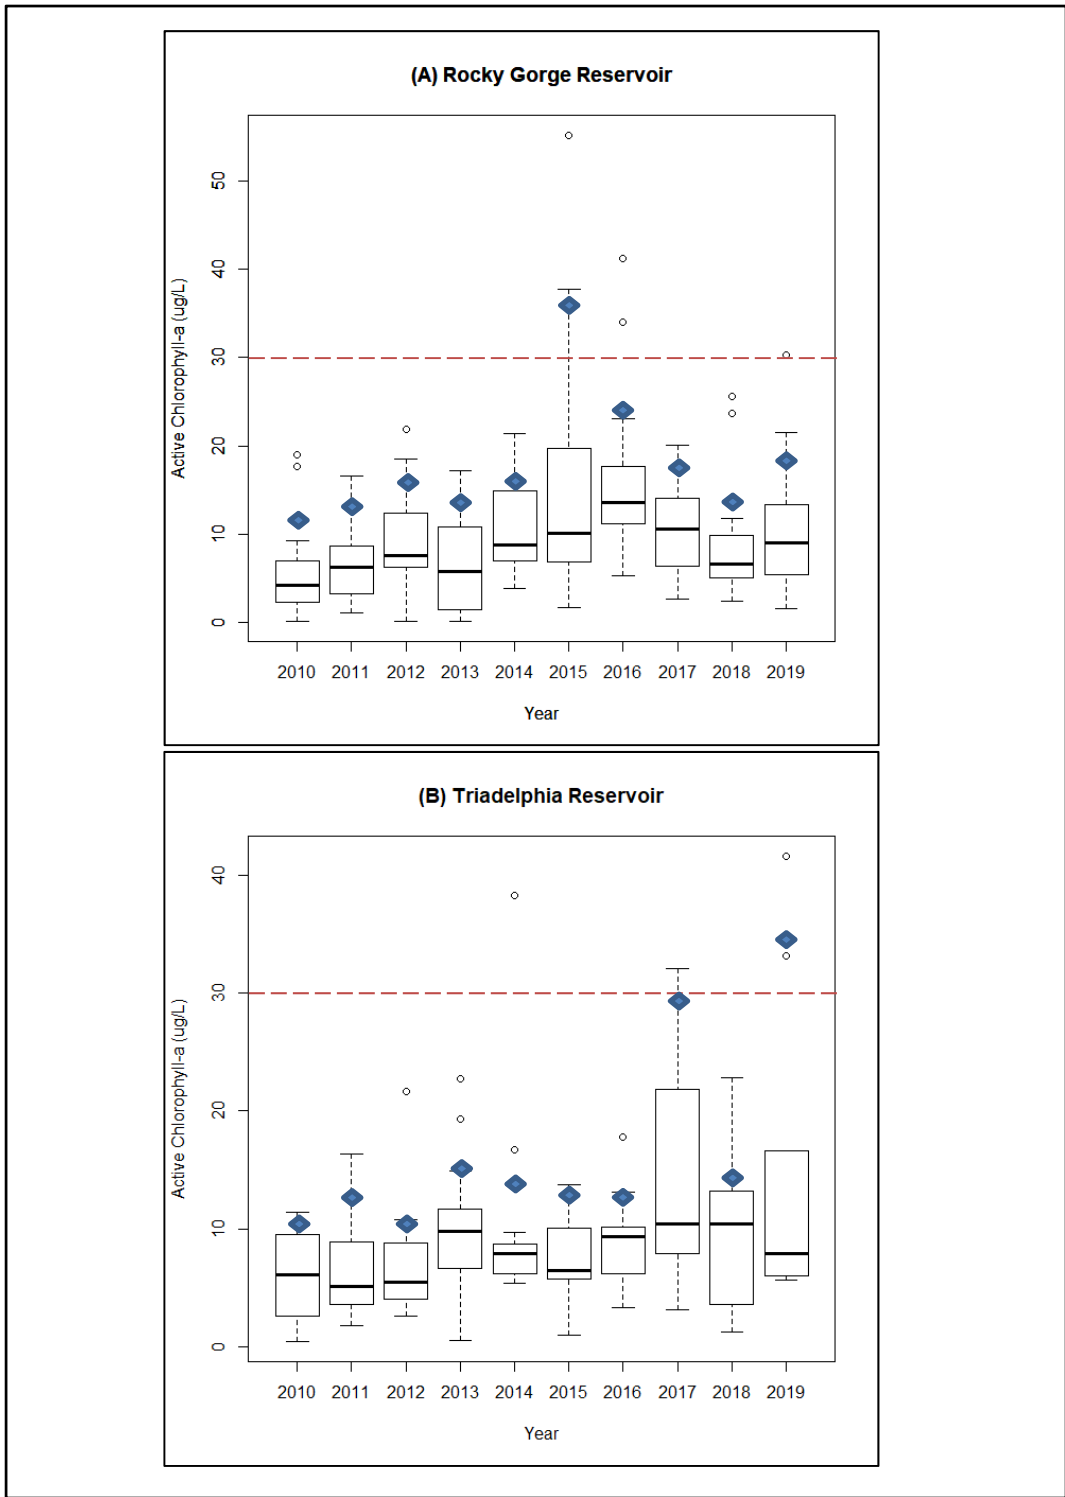 (A) Rocky Gorge Reservoir
Active Chlorophyll-a (ug/L)
50
40
30
20
10
0
2010 2011 2012 2013 2014 2015 2016 2017 2018 2019
Year
(B) Triadelphia Reservoir
Active Chlorophyll-a (ug/L)
40
30
20
10
0
2010 2011 2012 2013 2014 2015 2016 2017 2018 2019
Year